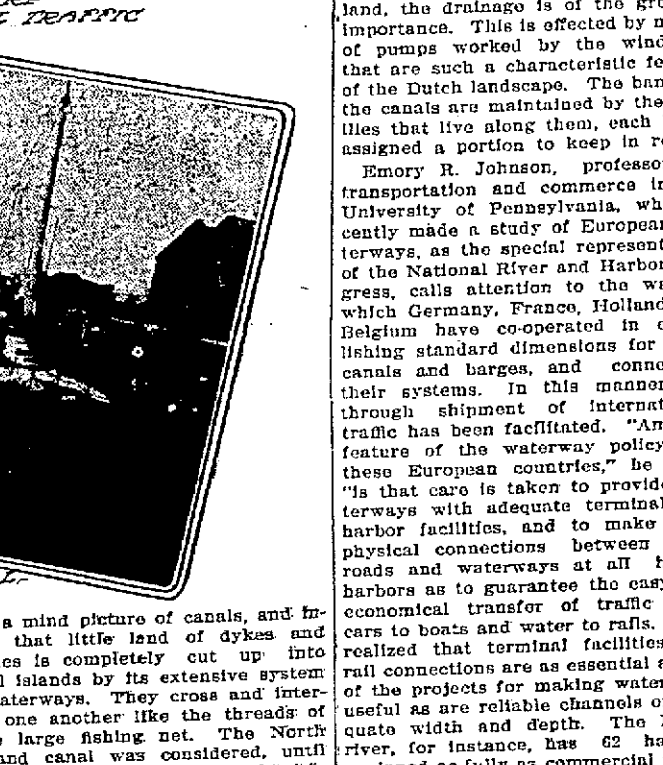 TRAFFIC
a mind picture of canals, and in-
that little land of dykes and
es is completely cut up into
l islands by its extensive system
aterways. They cross and inter-
one another like the threads of
large fishing net. The North
and canal was considered, until
land, the drainage is of the gre
importance. This is effected by m
of pumps worked by the wind
that are such a characteristic fe
of the Dutch landscape. The ban
the canals are maintained by the
ilies that live along them, each
assigned a portion to keep in re
Emory R. Johnson, professo
transportation and commerce in
University of Pennsylvania, wh
cently made a study of European
terways, as the special represent
of the National River and Harbor
gress, calls attention to the wa
which Germany, France, Holland
Belgium have co-operated in e
lishing standard dimensions for
canals and barges, and conne
their systems. In this manner
through shipment of internat
traffic has been facilitated. "An
feature of the waterway policy
these European countries," he
"is that care is taken to provide
terways with adequate terminal
harbor facilities, and to make
physical connections between
roads and waterways at all h
harbors as to guarantee the easy
economical transfer of traffic
cars to boats and water to rails.
realized that terminal facilities
rail connections are as essential a
of the projects for making water
useful as are reliable channels of
quate width and depth. The
river, for instance, has 62 ha
as fully as commercial